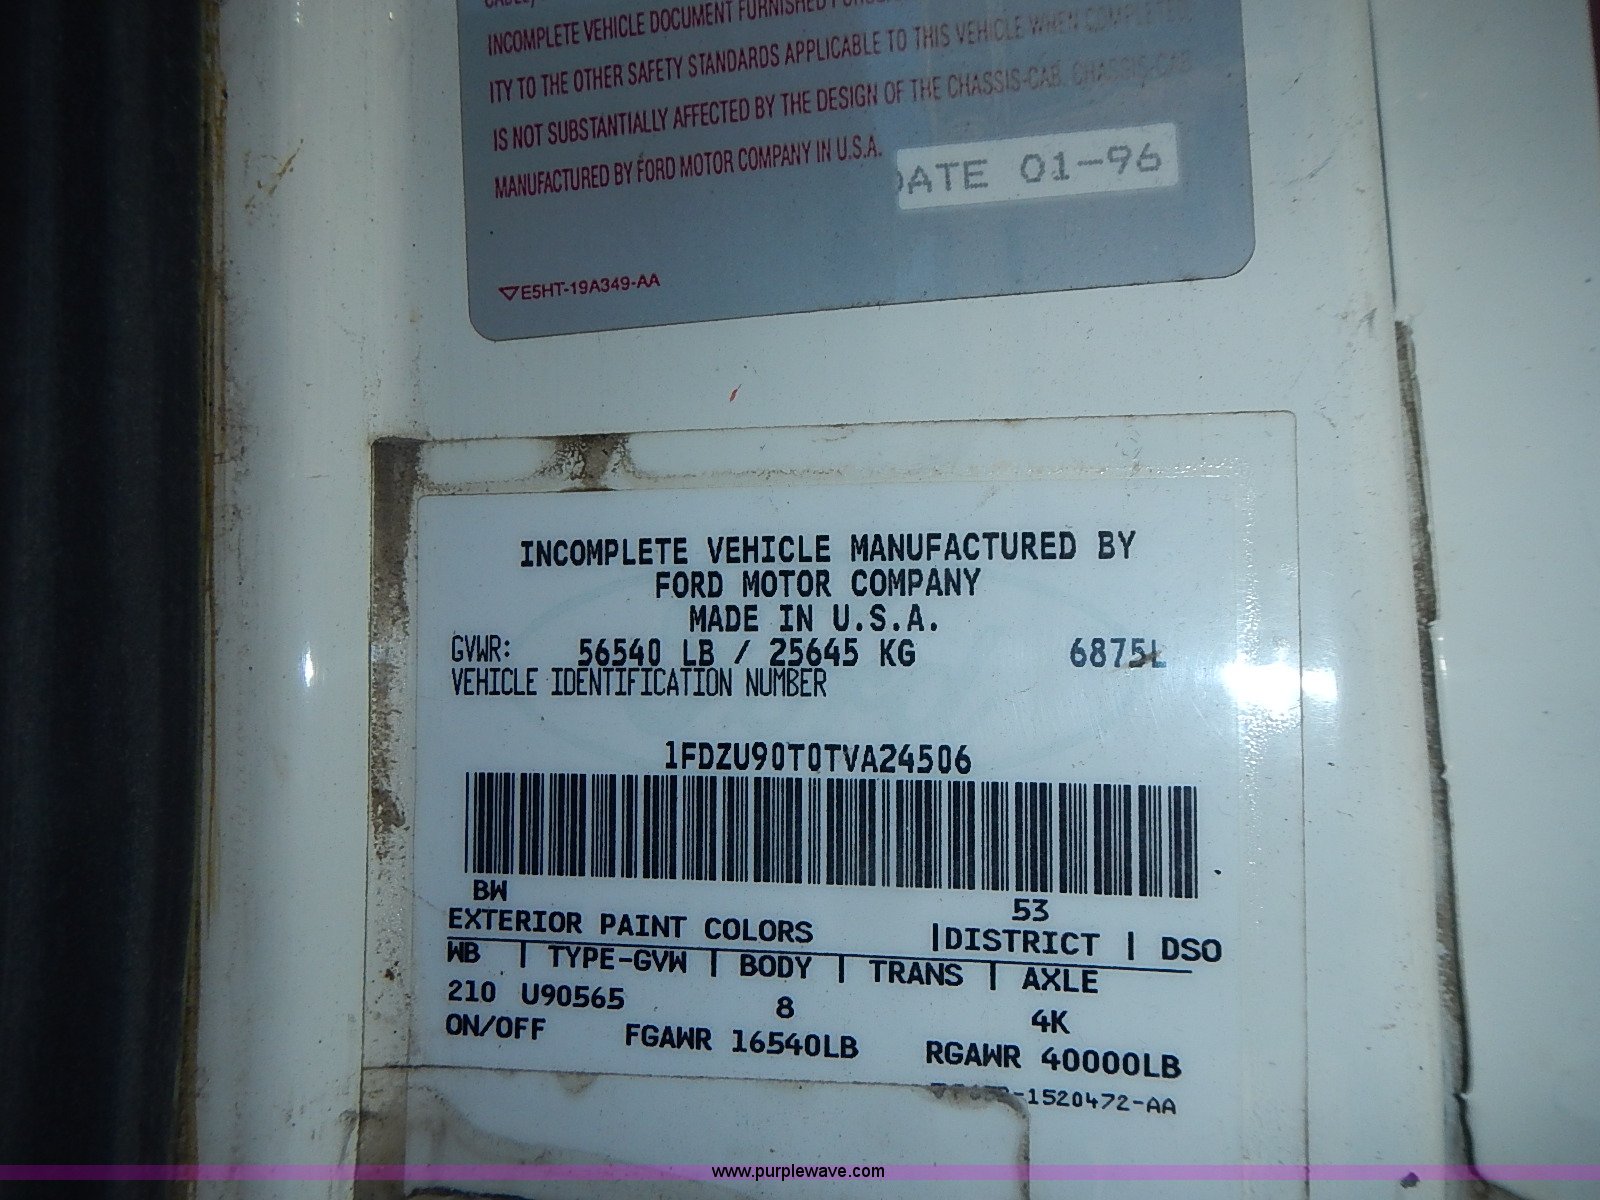 INCOMPLETE VEHICLE DOCUMENT FURNISHED
ITY TO THE OTHER SAFETY STANDARDS APPLICABLE TO THIS VEHICLE WHEN COMPLETED
IS NOT SUBSTANTIALLY AFFECTED BY THE DESIGN OF THE CHASSIS-CAB. CHASSIS-CAB
MANUFACTURED BY FORD MOTOR COMPANY IN U.S.A.
DATE 01-96
E5HT-19A349-AA
INCOMPLETE VEHICLE MANUFACTURED BY
FORD MOTOR COMPANY
MADE IN U.S.A.
GVWR: 56540 LB / 25645 KG 6875L
VEHICLE IDENTIFICATION NUMBER
1FDZU90T0TVA24506
BW 53
EXTERIOR PAINT COLORS |DISTRICT | DSO
WB | TYPE-GVW | BODY | TRANS | AXLE
210 U90565 8 4K
ON/OFF FGAWR 16540LB RGAWR 40000LB
-1520472-AA
www.purplewave.com